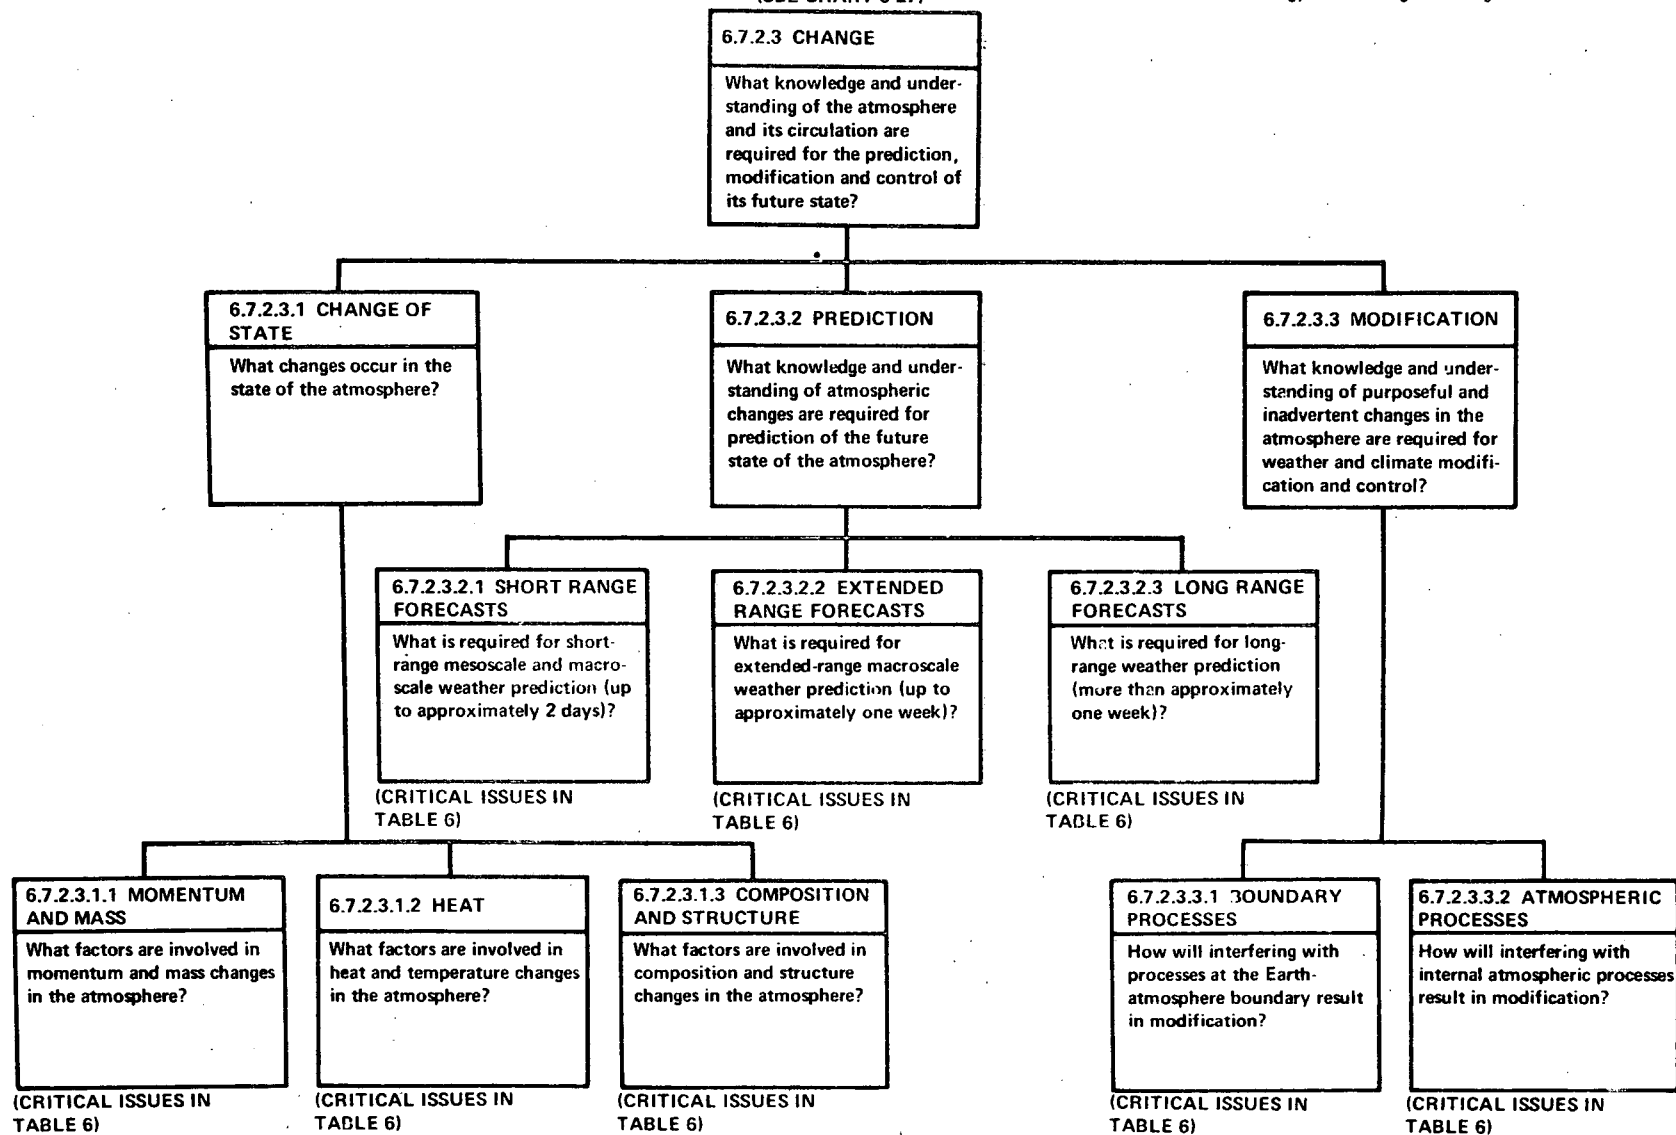 6.7.2.3 CHANGE
What knowledge and under-
standing of the atmosphere
and its circulation are
required for the prediction,
modification and control of
its future state?
6.7.2.3.1 CHANGE OF
STATE
What changes occur in the
state of the atmosphere?
6.7.2.3.2 PREDICTION
What knowledge and under-
standing of atmospheric
changes are required for
prediction of the future
state of the atmosphere?
6.7.2.3.3 MODIFICATION
What knowledge and under-
standing of purposeful and
inadvertent changes in the
atmosphere are required for
weather and climate modifi-
cation and control?
6.7.2.3.2.1 SHORT RANGE
FORECASTS
What is required for short-
range mesoscale and macro-
scale weather prediction (up
to approximately 2 days)?
(CRITICAL ISSUES IN
TABLE 6)
6.7.2.3.2.2 EXTENDED
RANGE FORECASTS
What is required for
extended-range macroscale
weather prediction (up to
approximately one week)?
(CRITICAL ISSUES IN
TABLE 6)
6.7.2.3.2.3 LONG RANGE
FORECASTS
What is required for long-
range weather prediction
(more than approximately
one week)?
(CRITICAL ISSUES IN
TABLE 6)
6.7.2.3.1.1 MOMENTUM
AND MASS
What factors are involved in
momentum and mass changes
in the atmosphere?
(CRITICAL ISSUES IN
TABLE 6)
6.7.2.3.1.2 HEAT
What factors are involved in
heat and temperature changes
in the atmosphere?
(CRITICAL ISSUES IN
TABLE 6)
6.7.2.3.1.3 COMPOSITION
AND STRUCTURE
What factors are involved in
composition and structure
changes in the atmosphere?
(CRITICAL ISSUES IN
TABLE 6)
6.7.2.3.3.1 BOUNDARY
PROCESSES
How will interfering with
processes at the Earth-
atmosphere boundary result
in modification?
(CRITICAL ISSUES IN
TABLE 6)
6.7.2.3.3.2 ATMOSPHERIC
PROCESSES
How will interfering with
internal atmospheric processes
result in modification?
(CRITICAL ISSUES IN
TABLE 6)